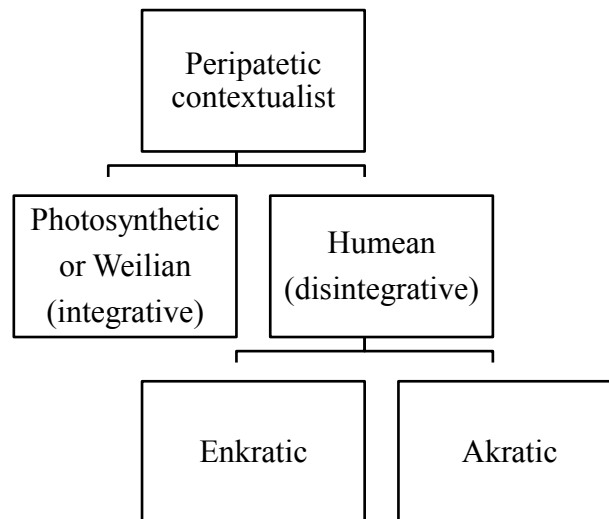 Peripatetic
contextualist
Photosynthetic
or Weilian
(integrative)
Humean
(disintegrative)
Enkratic
Akratic